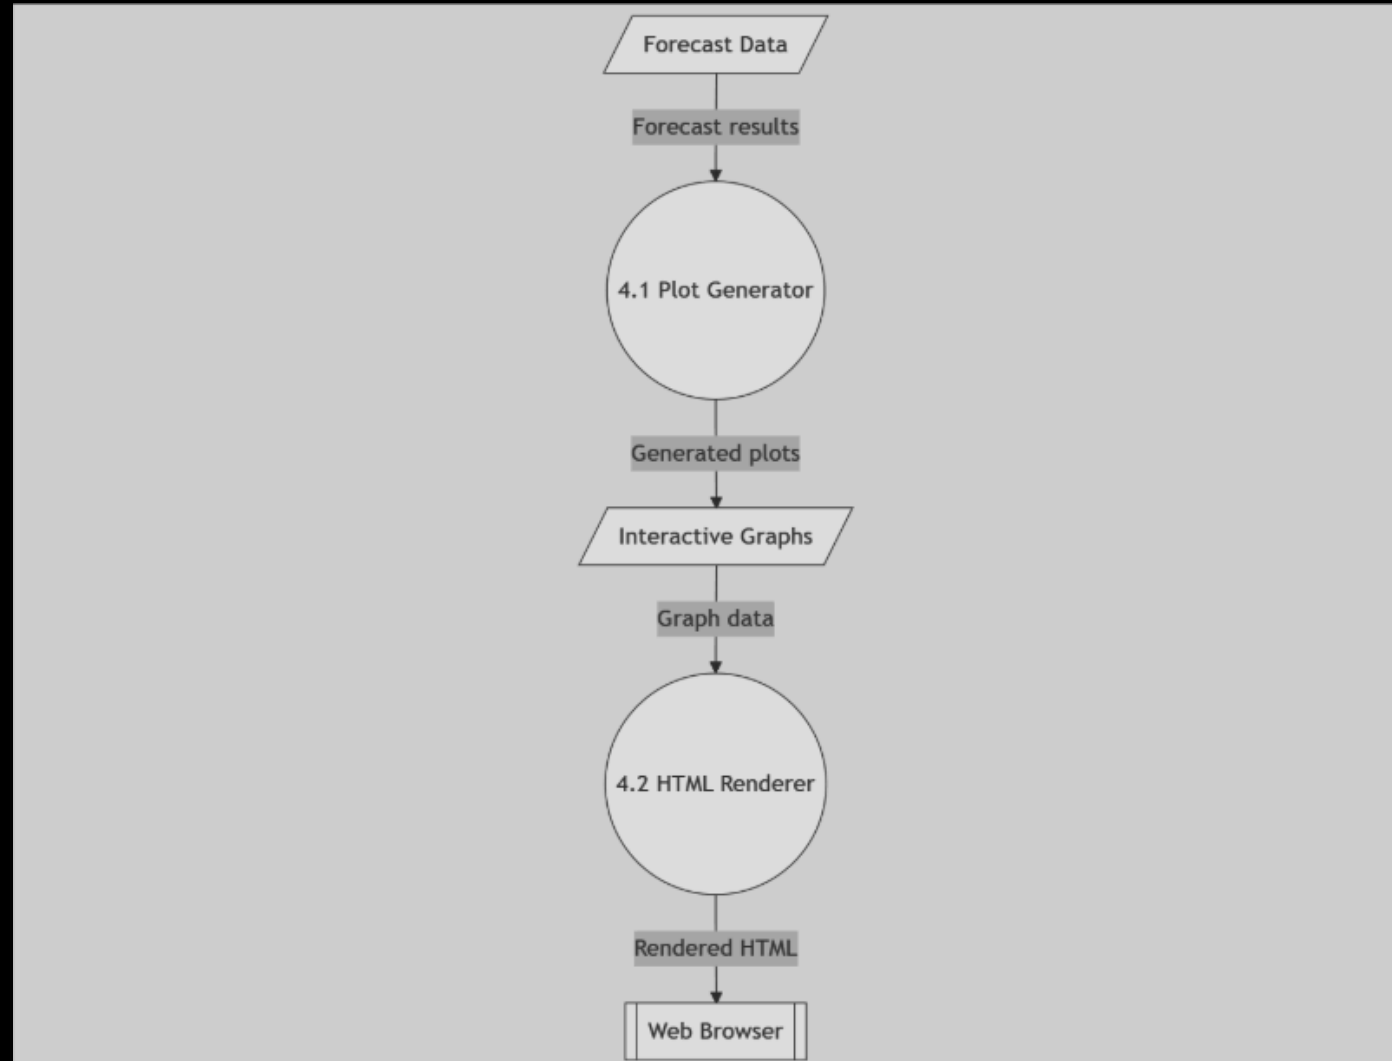 Forecast Data
Forecast results
4.1 Plot Generator
Generated plots
Interactive Graphs
Graph data
4.2 HTML Renderer
Rendered HTML
Web Browser